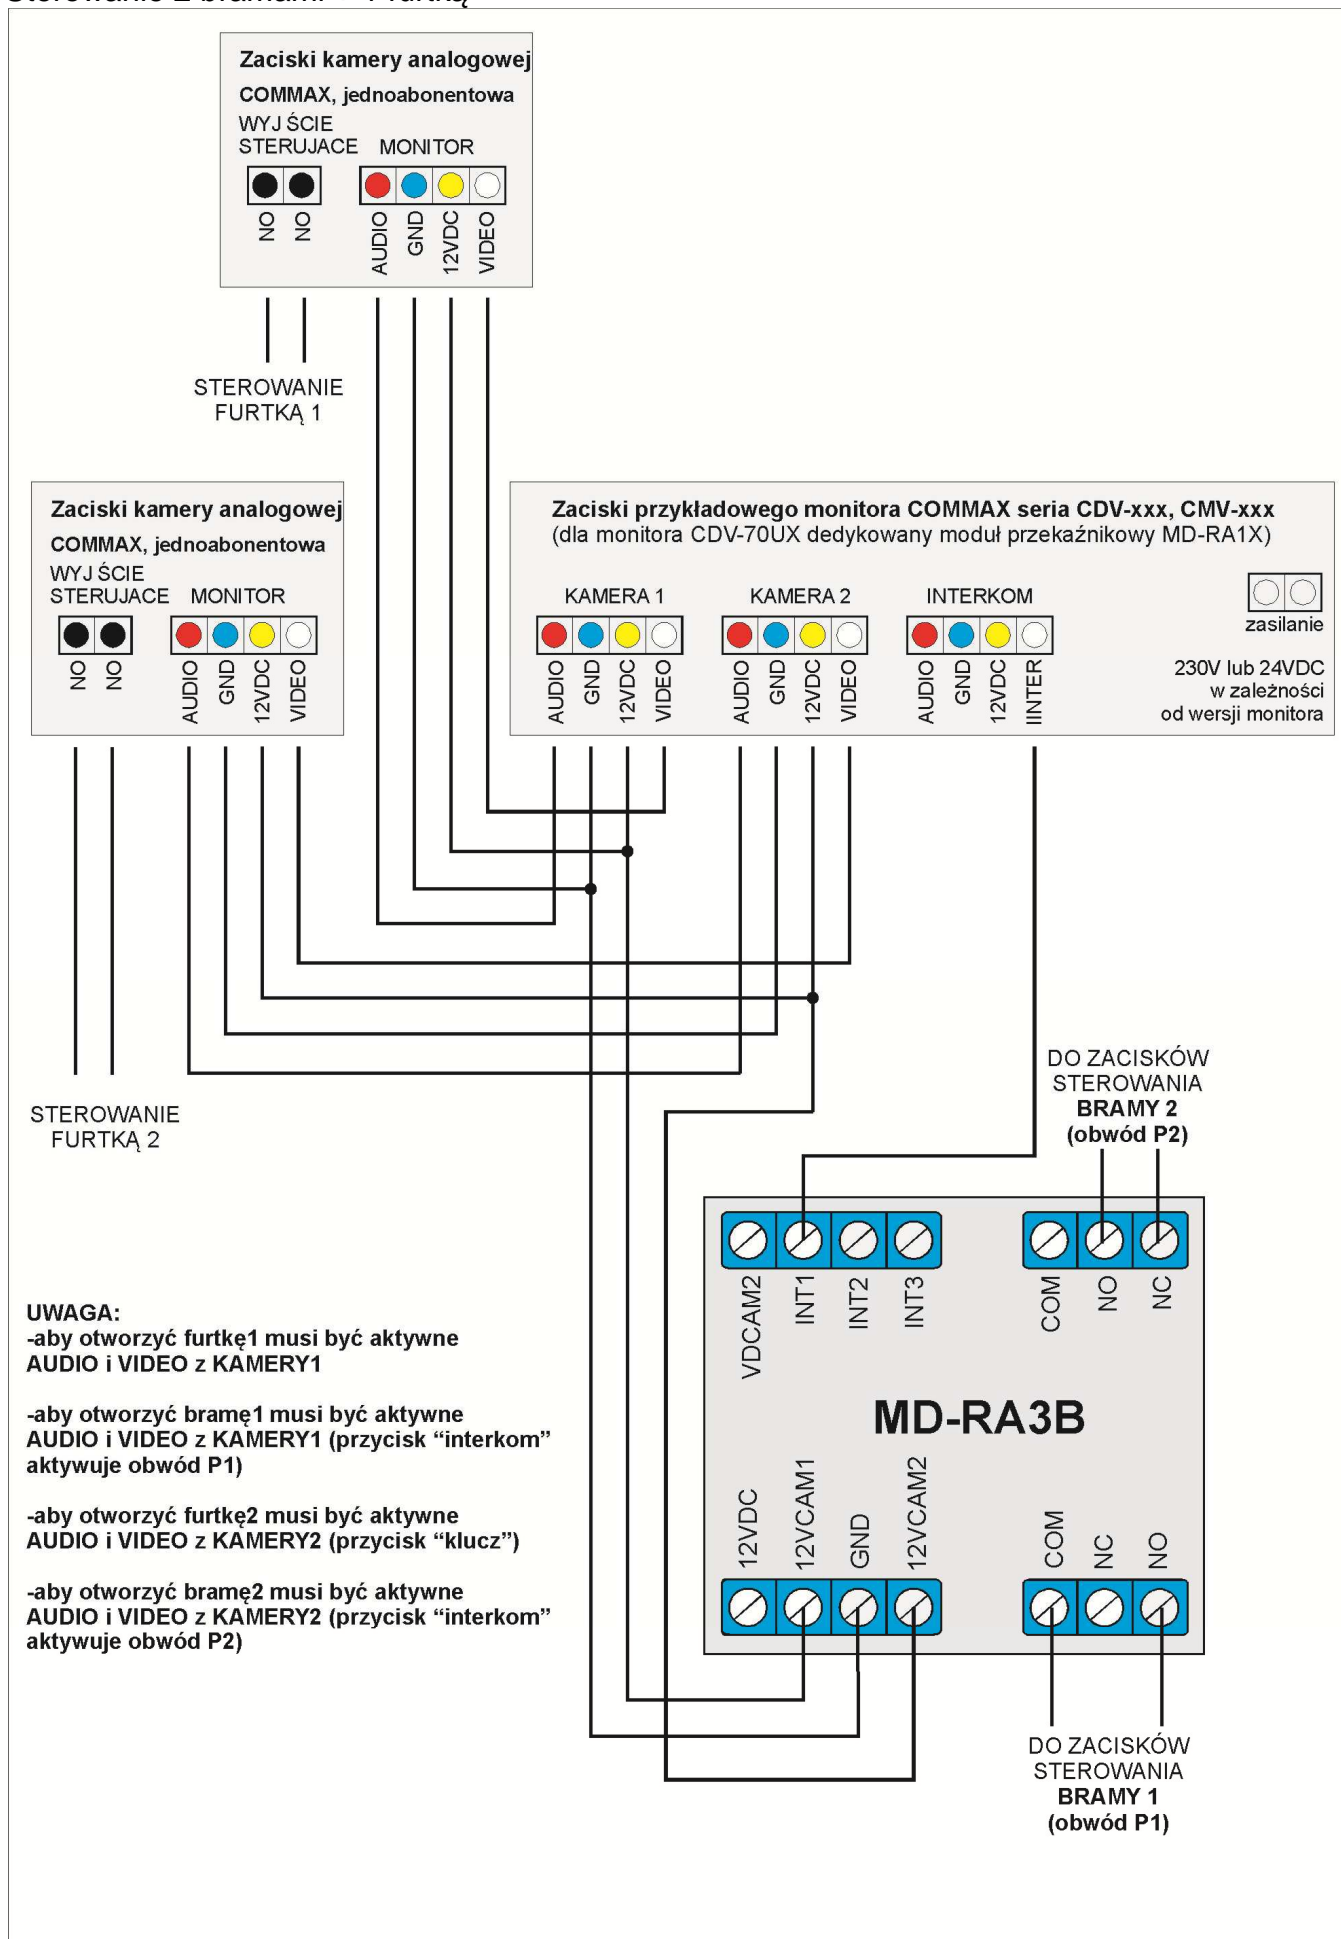 Sterowanie 2 bramami
furtką
Zaciski kamery analogowej
COMMAX, jednoabonentowa
WYJ ŚCIE
STERUJACE MONITOR
NO
NO
AUDIO
GND
12VDC
VIDEO
STEROWANIE
FURTKĄ 1
Zaciski kamery analogowej
COMMAX, jednoabonentowa
WYJ ŚCIE
STERUJACE MONITOR
NO
NO
AUDIO
GND
12VDC
VIDEO
Zaciski przykładowego monitora COMMAX seria CDV-xxx, CMV-xxx
(dla monitora CDV-70UX dedykowany moduł przekaźnikowy MD-RA1X)
KAMERA 1
KAMERA 2
INTERKOM
AUDIO
GND
12VDC
VIDEO
AUDIO
GND
12VDC
VIDEO
AUDIO
GND
12VDC
IINTER
zasilanie
230V lub 24VDC
w zależności
od wersji monitora
STEROWANIE
FURTKĄ 2
DO ZACISKÓW
STEROWANIA
BRAMY 2
(obwód P2)
VDCAM2
INT1
INT2
INT3
COM
NO
NC
MD-RA3B
12VDC
12VCAM1
GND
12VCAM2
COM
NC
NO
DO ZACISKÓW
STEROWANIA
BRAMY 1
(obwód P1)
UWAGA:
-aby otworzyć furtkę1 musi być aktywne
AUDIO i VIDEO z KAMERY1
-aby otworzyć bramę1 musi być aktywne
AUDIO i VIDEO z KAMERY1 (przycisk “interkom”
aktywuje obwód P1)
-aby otworzyć furtkę2 musi być aktywne
AUDIO i VIDEO z KAMERY2 (przycisk “klucz”)
-aby otworzyć bramę2 musi być aktywne
AUDIO i VIDEO z KAMERY2 (przycisk “interkom”
aktywuje obwód P2)